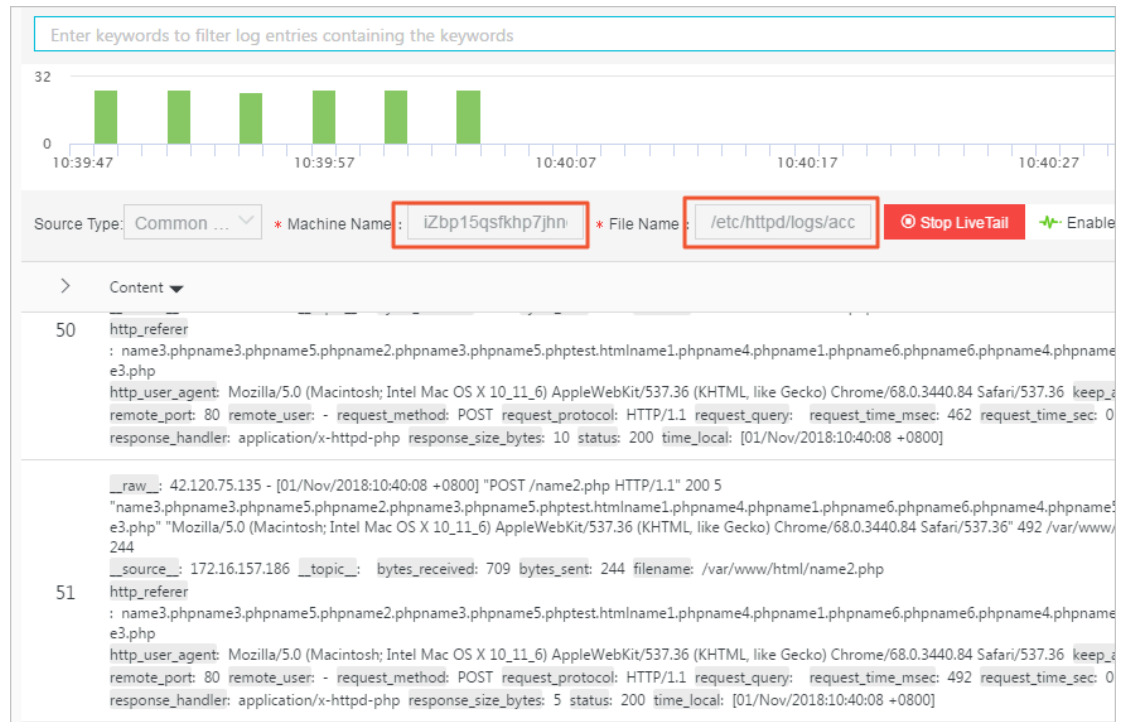 Enter keywords to filter log entries containing the keywords
32
0
10:39:47 10:39:57 10:40:07 10:40:17 10:40:27
Source Type: Common ... * Machine Name : iZbp15qsfkhp7jhn * File Name : /etc/httpd/logs/acc Stop LiveTail Enable
Content
50 http_referer
: name3.phpname3.phpname5.phpname2.phpname3.phpname5.phptest.htmlname1.phpname4.phpname1.phpname6.phpname6.phpname4.phpname
e3.php
http_user_agent: Mozilla/5.0 (Macintosh; Intel Mac OS X 10_11_6) AppleWebKit/537.36 (KHTML, like Gecko) Chrome/68.0.3440.84 Safari/537.36 keep_a
remote_port: 80 remote_user: - request_method: POST request_protocol: HTTP/1.1 request_query: request_time_msec: 462 request_time_sec: 0
response_handler: application/x-httpd-php response_size_bytes: 10 status: 200 time_local: [01/Nov/2018:10:40:08 +0800]
__raw__: 42.120.75.135 - [01/Nov/2018:10:40:08 +0800] "POST /name2.php HTTP/1.1" 200 5
"name3.phpname3.phpname5.phpname2.phpname3.phpname5.phptest.htmlname1.phpname4.phpname1.phpname6.phpname6.phpname4.phpname5
e3.php" "Mozilla/5.0 (Macintosh; Intel Mac OS X 10_11_6) AppleWebKit/537.36 (KHTML, like Gecko) Chrome/68.0.3440.84 Safari/537.36" 492 /var/www/
244
__source__: 172.16.157.186 __topic__: bytes_received: 709 bytes_sent: 244 filename: /var/www/html/name2.php
51 http_referer
: name3.phpname3.phpname5.phpname2.phpname3.phpname5.phptest.htmlname1.phpname4.phpname1.phpname6.phpname6.phpname4.phpname
e3.php
http_user_agent: Mozilla/5.0 (Macintosh; Intel Mac OS X 10_11_6) AppleWebKit/537.36 (KHTML, like Gecko) Chrome/68.0.3440.84 Safari/537.36 keep_a
remote_port: 80 remote_user: - request_method: POST request_protocol: HTTP/1.1 request_query: request_time_msec: 492 request_time_sec: 0
response_handler: application/x-httpd-php response_size_bytes: 5 status: 200 time_local: [01/Nov/2018:10:40:08 +0800]